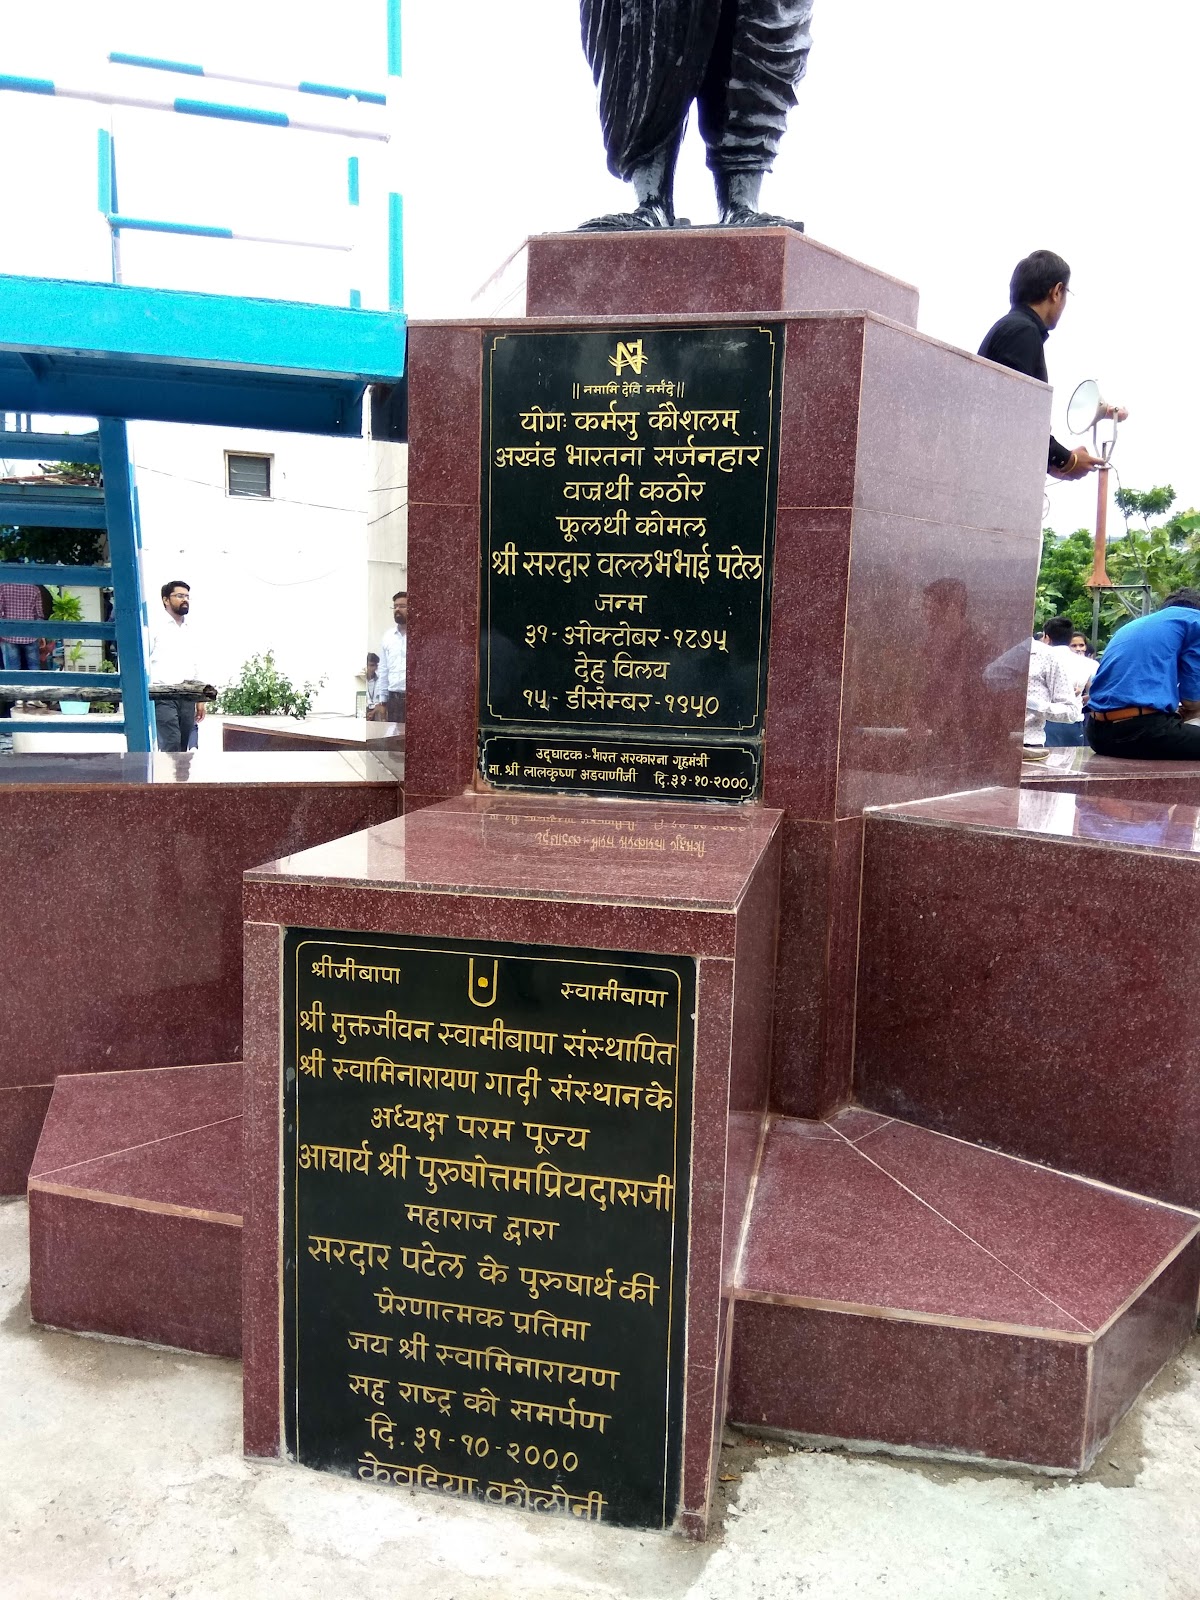 || नमामि देवि नर्मदे ||
योगः कर्मसु कौशलम्
अखंड भारतना सर्जनहार
वज्रथी कठोर
फूलथी कोमल
श्री सरदार वल्लभभाई पटेल
जन्म
३१-ओक्टोबर-१८७५
देह विलय
१५-डीसेम्बर-१९५०
उद्घाटक:-भारत सरकारना गृहमंत्री
मा. श्री लालकृष्ण अडवाणीजी दि.३१-१०-२०००.
श्रीजीबापा स्वामीबापा
श्री मुक्तजीवन स्वामीबापा संस्थापित
श्री स्वामिनारायण गादी संस्थान के
अध्यक्ष परम पूज्य
आचार्य श्री पुरुषोत्तमप्रियदासजी
महाराज द्वारा
सरदार पटेल के पुरुषार्थ की
प्रेरणात्मक प्रतिमा
जय श्री स्वामिनारायण
सह राष्ट्र को समर्पण
दि. ३१-१०-२०००
केवडिया कोलोनी